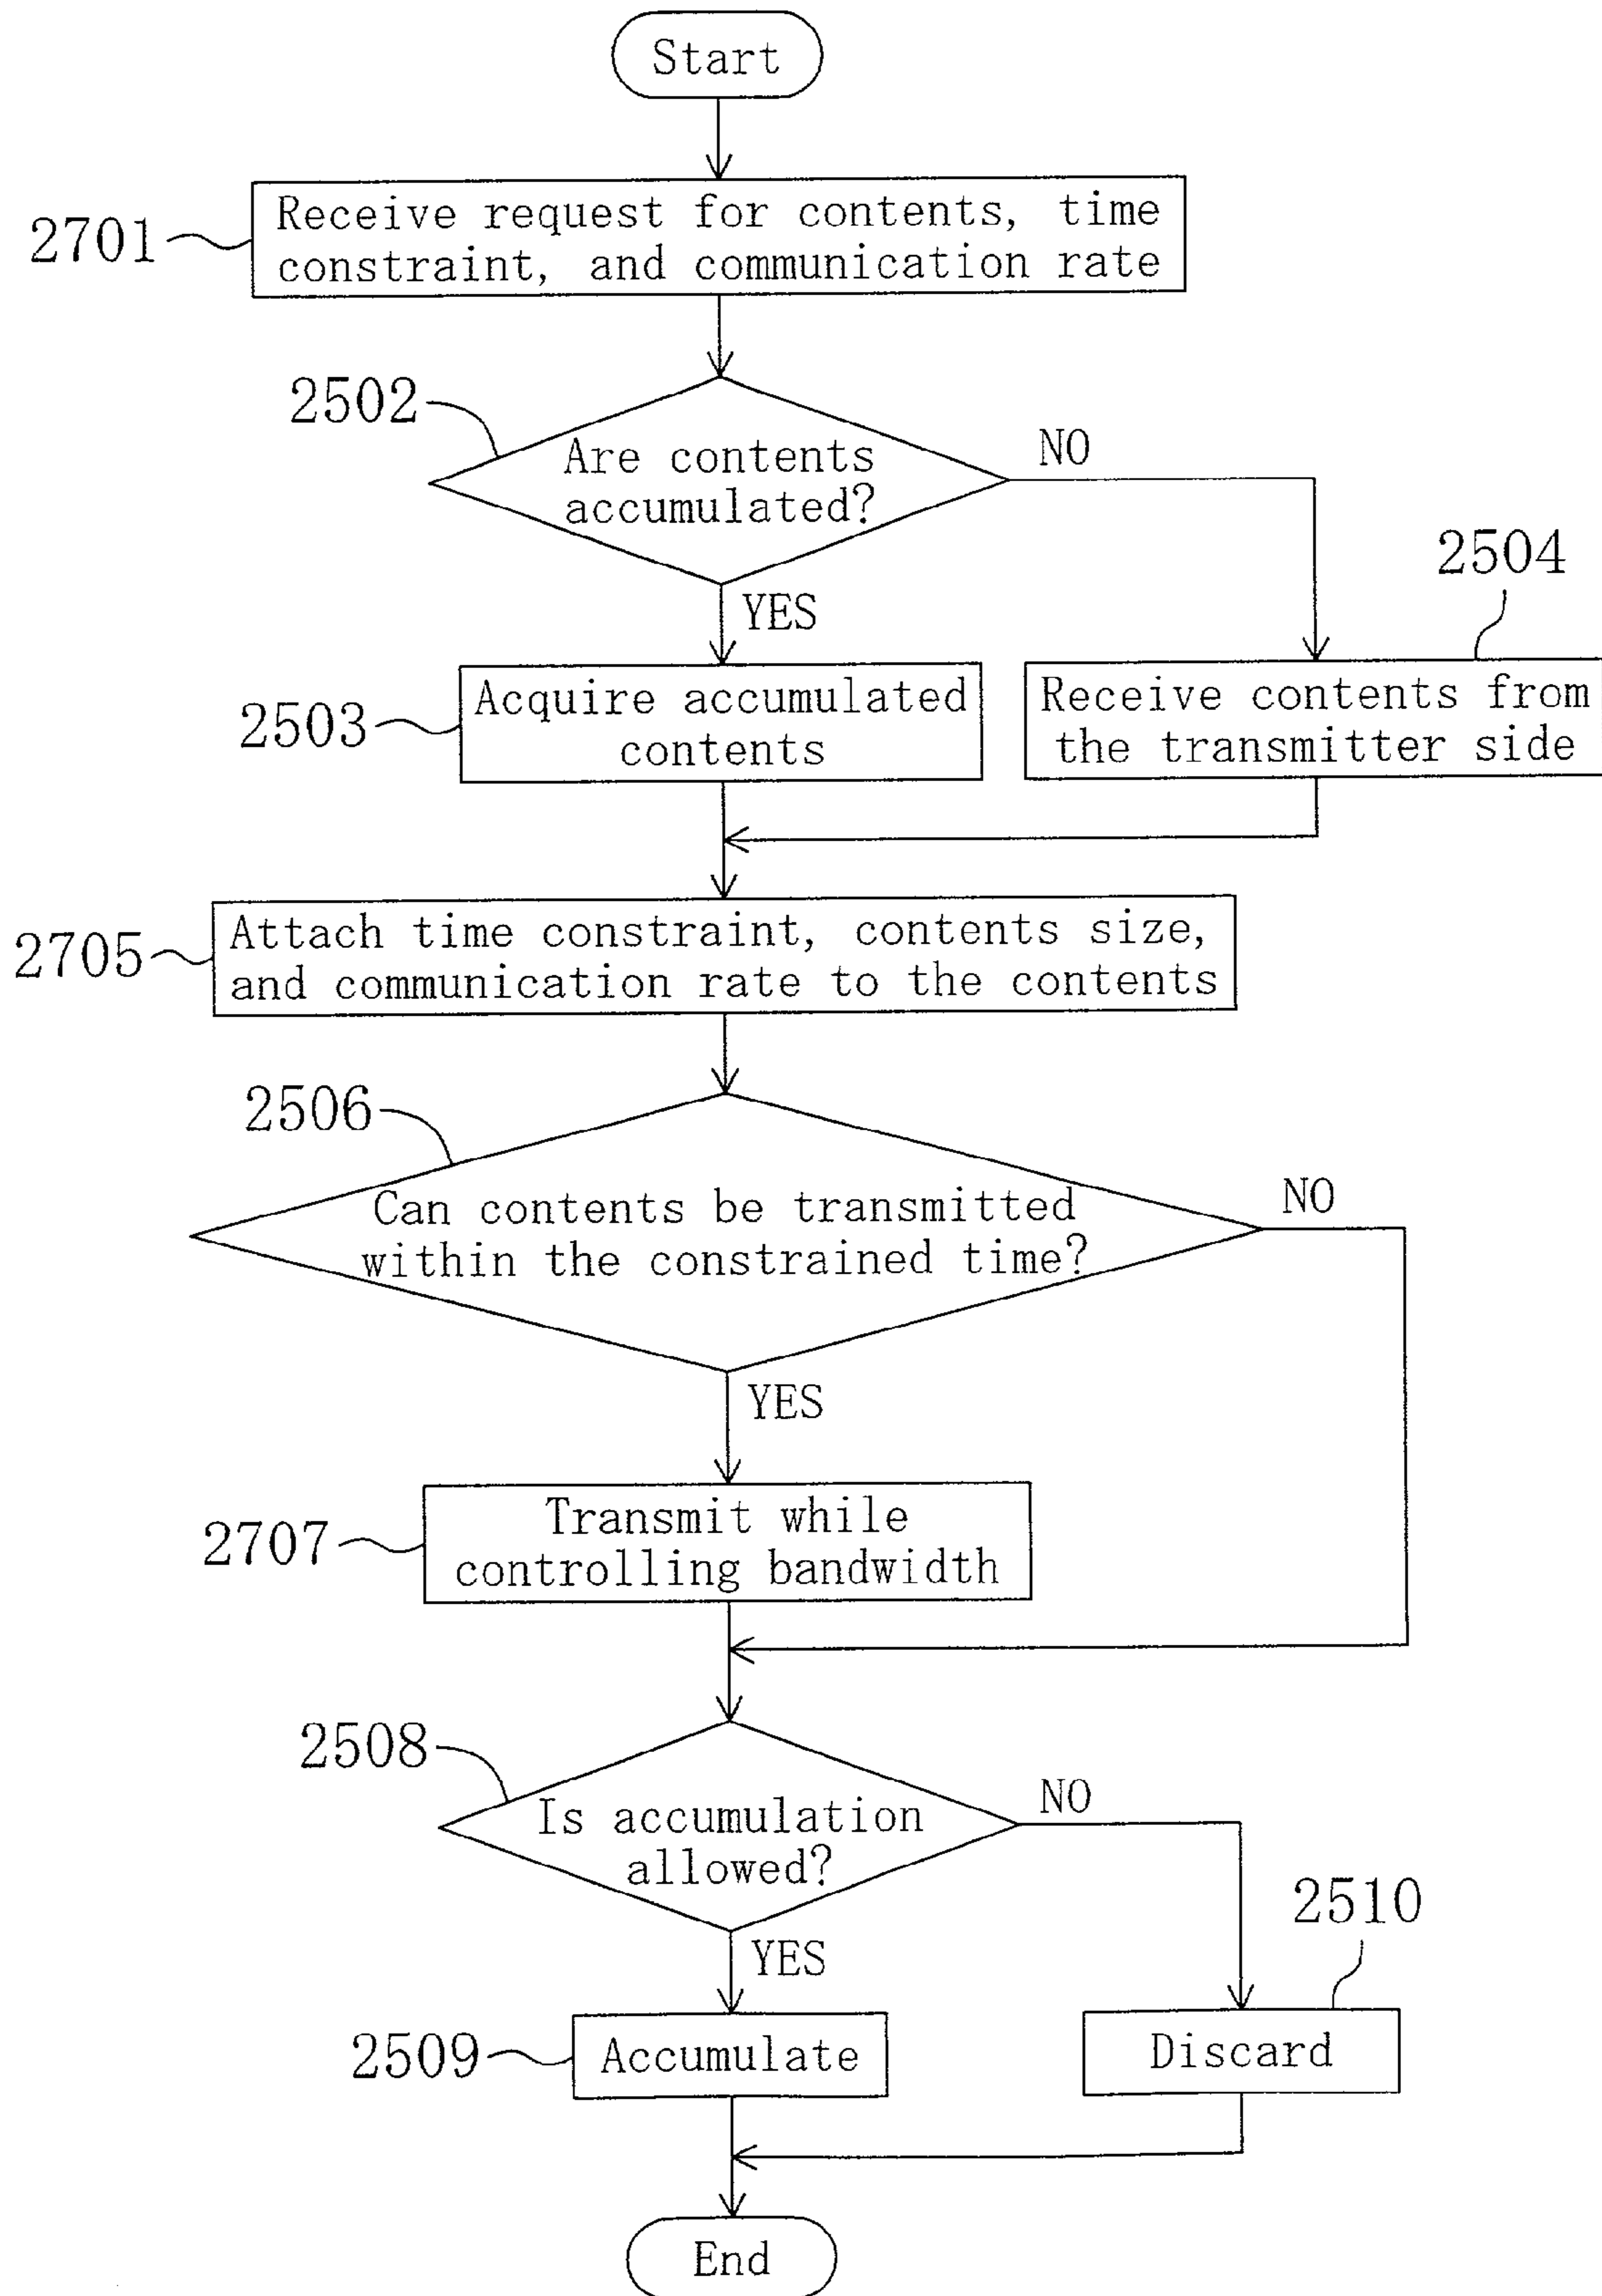 Start
2701
Receive request for contents, time
constraint, and communication rate
2502
Are contents
accumulated?
NO
YES
2504
2503
Acquire accumulated
contents
Receive contents from
the transmitter side
2705
Attach time constraint, contents size,
and communication rate to the contents
2506
Can contents be transmitted
within the constrained time?
NO
YES
2707
Transmit while
controlling bandwidth
2508
Is accumulation
allowed?
NO
YES
2510
2509
Accumulate
Discard
End